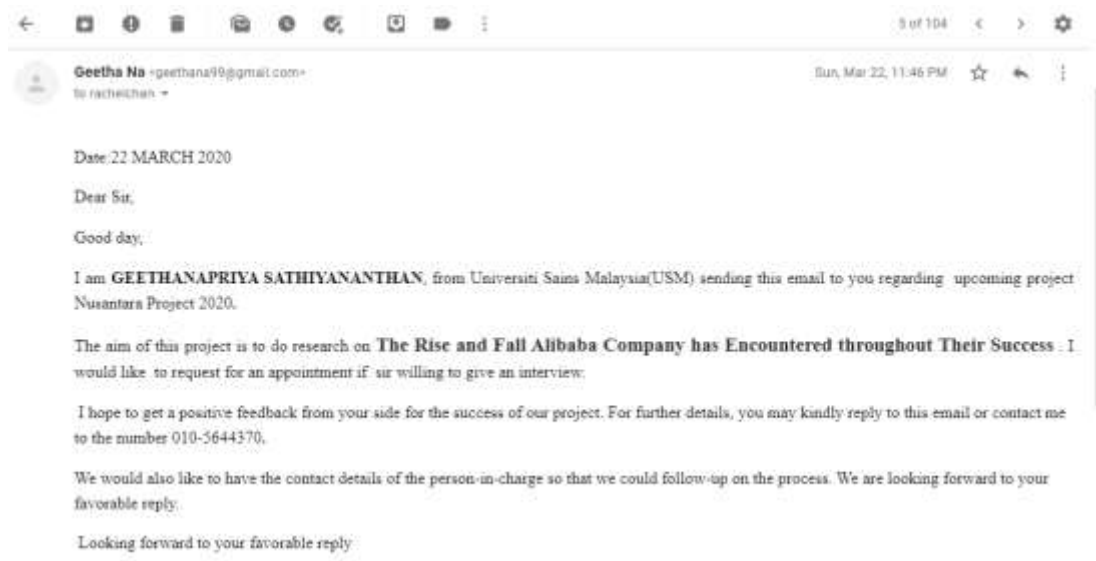 5 of 104
Geetha Na <geethana99@gmail.com>
Sun, Mar 22, 11:46 PM
to rachelchan
Date:22 MARCH 2020
Dear Sir,
Good day,
I am GEETHANAPRIYA SATHIYANANTHAN, from Universiti Sains Malaysia(USM) sending this email to you regarding upcoming project
Nusantara Project 2020.
The aim of this project is to do research on The Rise and Fall Alibaba Company has Encountered throughout Their Success . I
would like to request for an appointment if sir willing to give an interview.
I hope to get a positive feedback from your side for the success of our project. For further details, you may kindly reply to this email or contact me
to the number 010-5644370.
We would also like to have the contact details of the person-in-charge so that we could follow-up on the process. We are looking forward to your
favorable reply.
Looking forward to your favorable reply